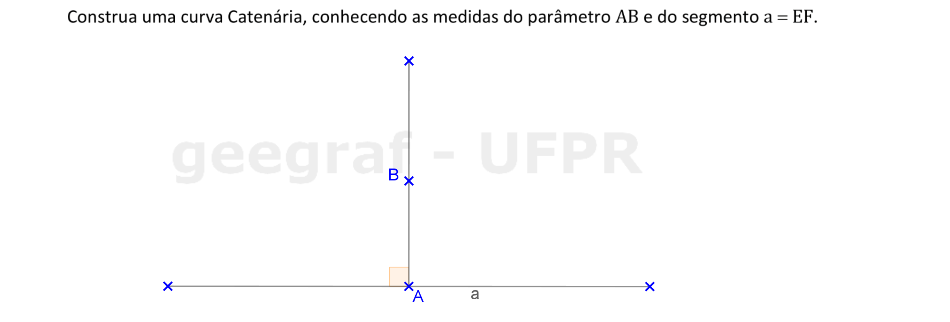 Construa uma curva Catenária, conhecendo as medidas do parâmetro AB e do segmento a = EF.
geegraf - UFPR
B
A
a